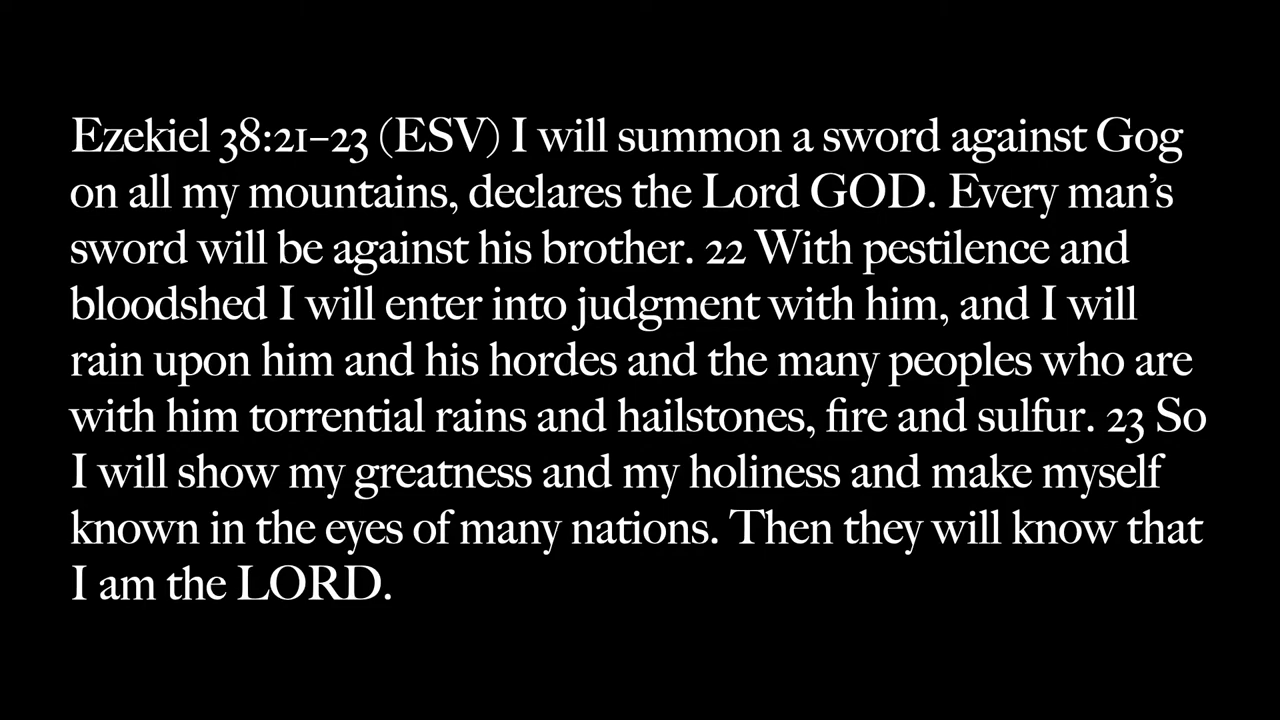 Ezekiel 38:21–23 (ESV) I will summon a sword against Gog
on all my mountains, declares the Lord GOD. Every man’s
sword will be against his brother. 22 With pestilence and
bloodshed I will enter into judgment with him, and I will
rain upon him and his hordes and the many peoples who are
with him torrential rains and hailstones, fire and sulfur. 23 So
I will show my greatness and my holiness and make myself
known in the eyes of many nations. Then they will know that
I am the LORD.